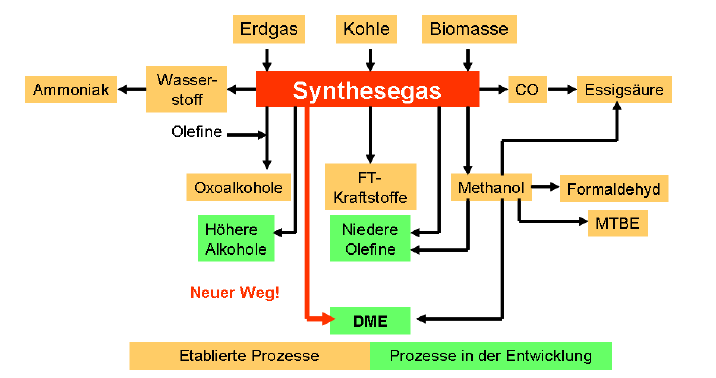 Erdgas
Kohle
Biomasse
Ammoniak
Wasser-
stoff
Synthesegas
CO
Essigsäure
Olefine
Oxoalkohole
FT-
Kraftstoffe
Methanol
Formaldehyd
MTBE
Höhere
Alkohole
Niedere
Olefine
Neuer Weg!
DME
Etablierte Prozesse
Prozesse in der Entwicklung